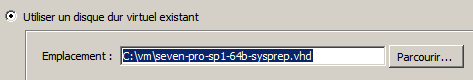 Utiliser un disque dur virtuel existant
Emplacement : C:\vm\seven-pro-sp1-64b-sysprep.vhd Parcourir...